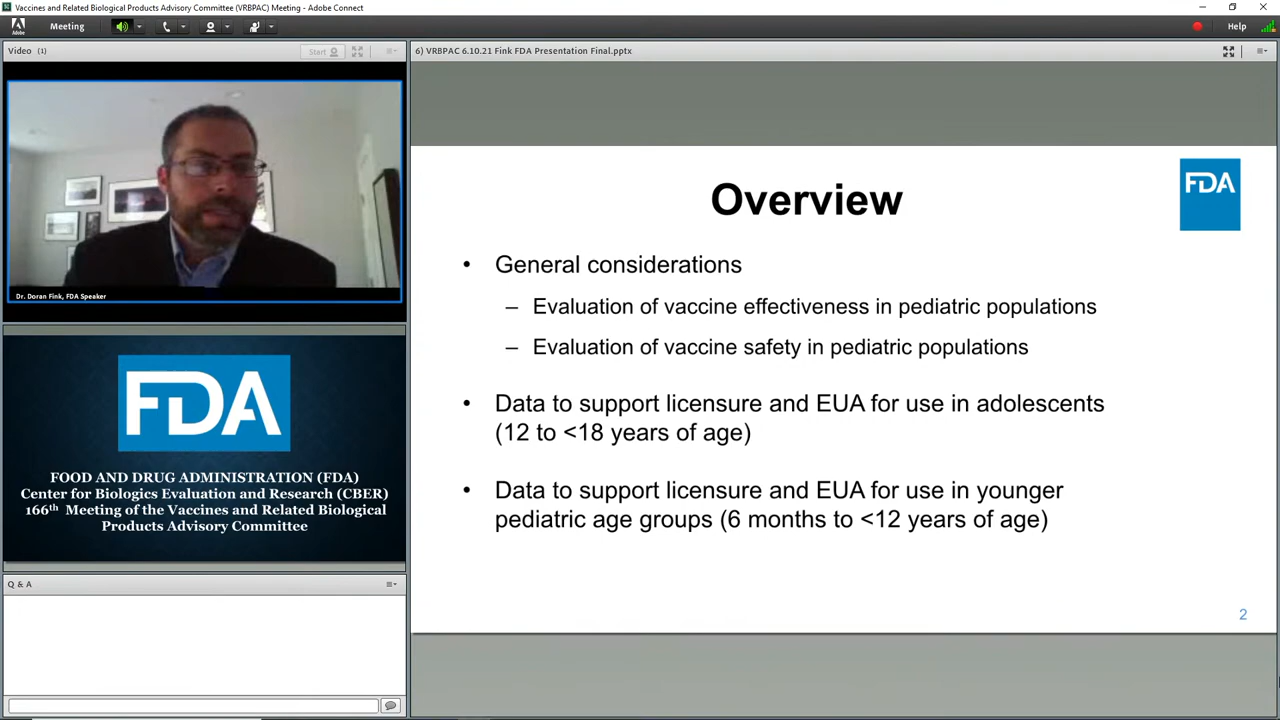 Vaccines and Related Biological Products Advisory Committee (VRBPAC) Meeting - Adobe Connect
Adobe
Meeting
Help
Video (1)
Start
Dr. Doran Fink, FDA Speaker
FDA
FOOD AND DRUG ADMINISTRATION (FDA)
Center for Biologics Evaluation and Research (CBER)
166th Meeting of the Vaccines and Related Biological
Products Advisory Committee
Q & A
6) VRBPAC 6.10.21 Fink FDA Presentation Final.pptx
FDA
Overview
• General considerations
– Evaluation of vaccine effectiveness in pediatric populations
– Evaluation of vaccine safety in pediatric populations
• Data to support licensure and EUA for use in adolescents
(12 to <18 years of age)
• Data to support licensure and EUA for use in younger
pediatric age groups (6 months to <12 years of age)
2